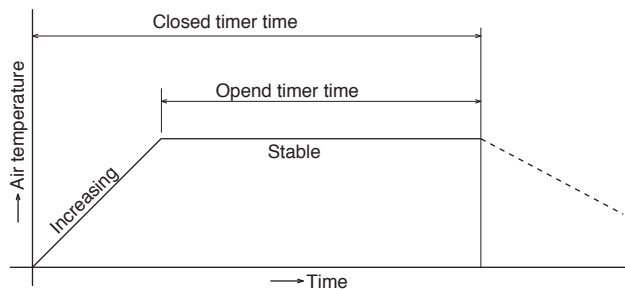 Closed timer time
Opend timer time
Stable
Increasing
Air temperature
Time